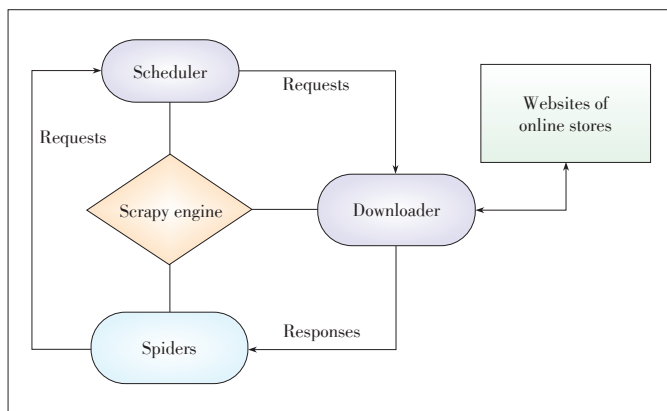 Scheduler
Requests
Websites of
online stores
Requests
Scrapy engine
Downloader
Responses
Spiders